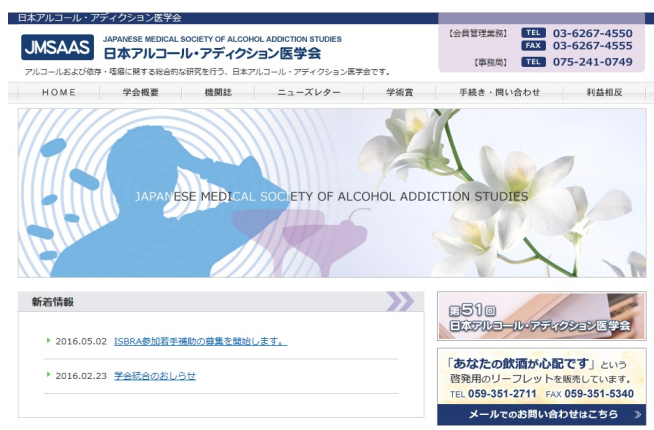 日本アルコール・アディクション医学会
JMSAAS
JAPANESE MEDICAL SOCIETY OF ALCOHOL ADDICTION STUDIES
日本アルコール・アディクション医学会
アルコールおよび依存・嗜癖に関する総合的な研究を行う、日本アルコール・アディクション医学会です。
【会員管理業務】 TEL 03-6267-4550
FAX 03-6267-4555
【事務局】 TEL 075-241-0749
HOME 学会概要 機関誌 ニューズレター 学術賞 手続き・問い合わせ 利益相反
JAPANESE MEDICAL SOCIETY OF ALCOHOL ADDICTION STUDIES
新着情報
2016.05.02 ISBRA参加若手補助の募集を開始します。
2016.02.23 学会統合のおしらせ
第51回
日本アルコール・アディクション医学会
「あなたの飲酒が心配です」という
啓発用のリーフレットを販売しています。
TEL 059-351-2711 FAX 059-351-5340
メールでのお問い合わせはこちら